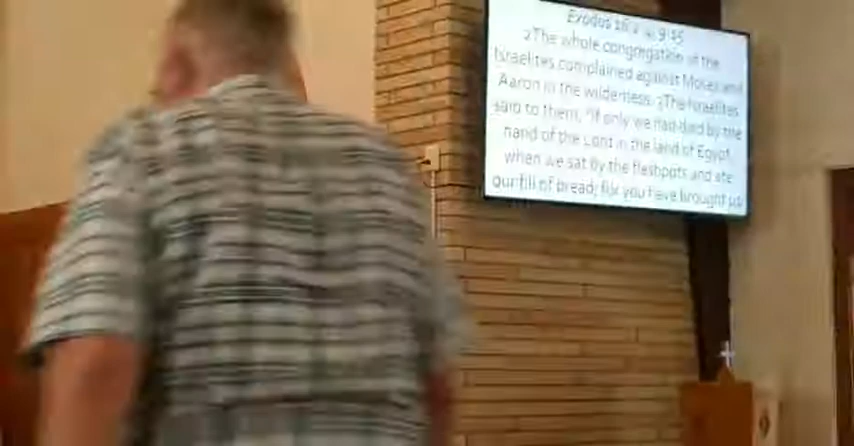 Exodus 16:2-4, 9-15
2The whole congregation of the
Israelites complained against Moses and
Aaron in the wilderness. 3The Israelites
said to them, "If only we had died by the
hand of the Lord in the land of Egypt,
when we sat by the fleshpots and ate
our fill of bread; for you have brought us